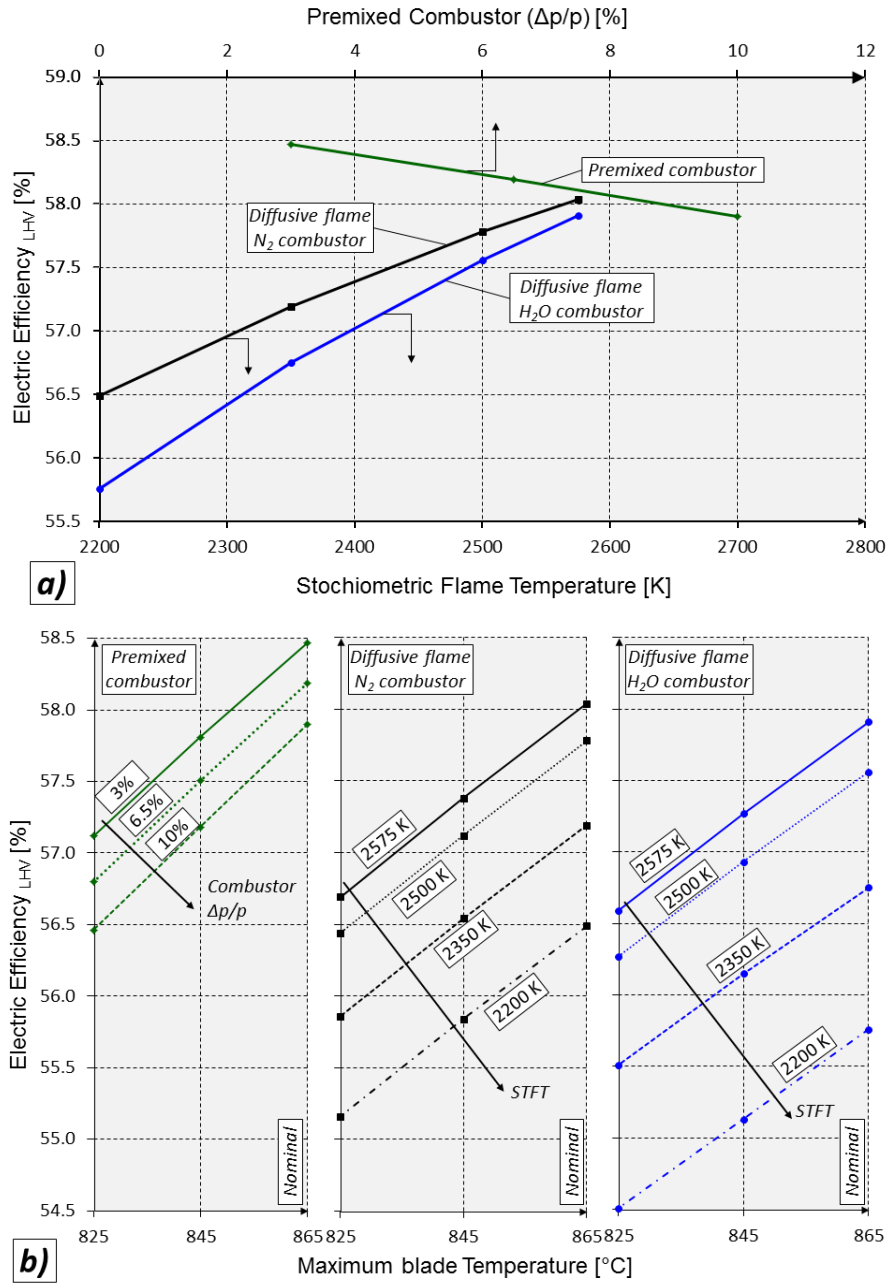 Premixed Combustor (Δp/p) [%]
0 2 4 6 8 10 12
59.0
58.5
58.0
57.5
57.0
56.5
56.0
55.5
Electric Efficiency LHV [%]
Premixed combustor
Diffusive flame
N2 combustor
Diffusive flame
H2O combustor
2200 2300 2400 2500 2600 2700 2800
a)
Stochiometric Flame Temperature [K]
58.5
58.0
57.5
57.0
56.5
56.0
55.5
55.0
54.5
Electric Efficiency LHV [%]
Premixed
combustor
3%
6.5%
10%
Combustor
Δp/p
Nominal
825 845 865
Diffusive flame
N2 combustor
2575 K
2500 K
2350 K
2200 K
STFT
Nominal
825 845 865
Diffusive flame
H2O combustor
2575 K
2500 K
2350 K
2200 K
STFT
Nominal
825 845 865
b)
Maximum blade Temperature [°C]